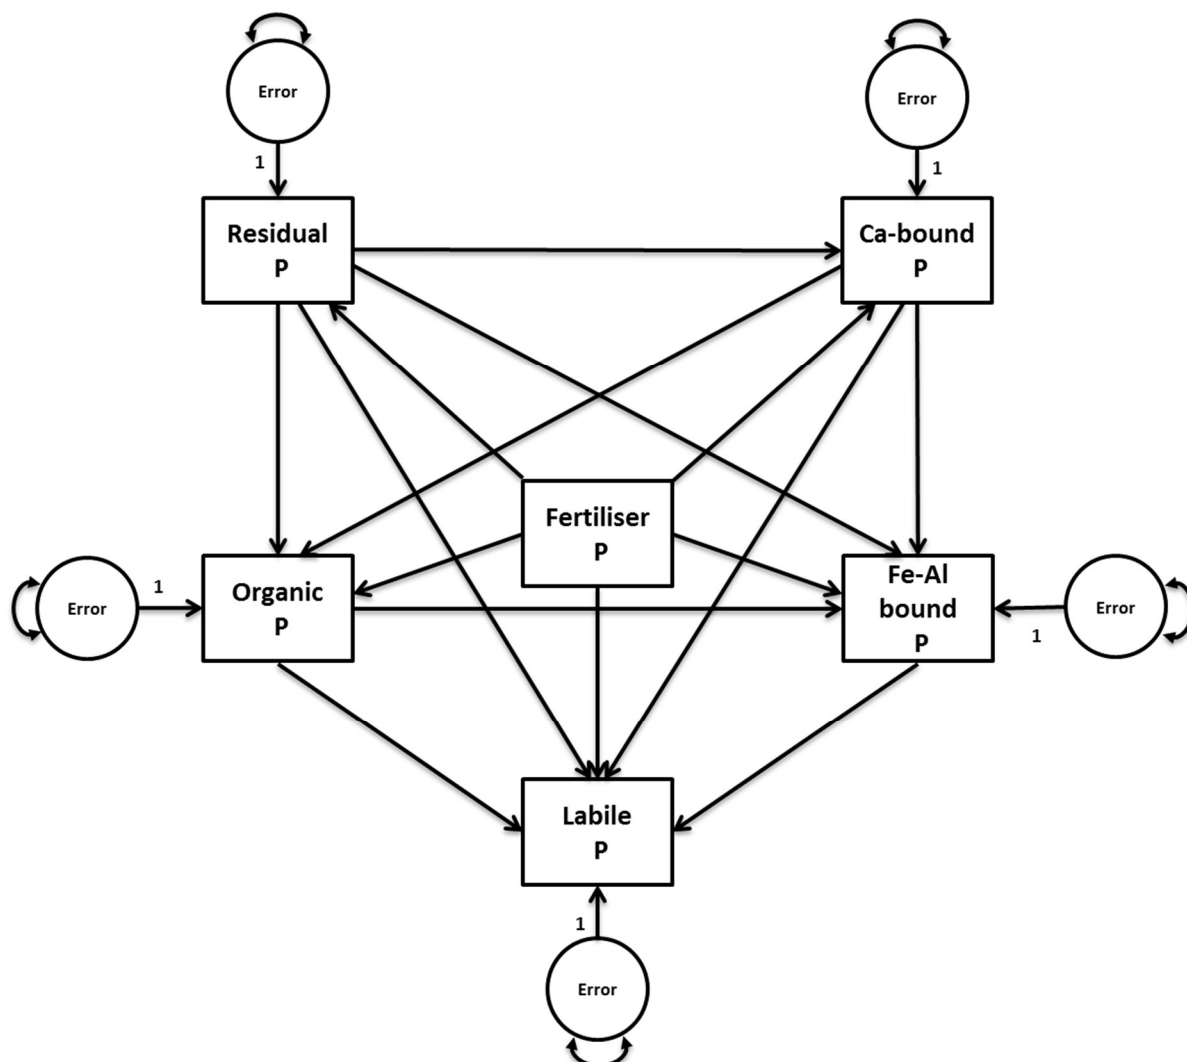 Error
Error
1
1
Residual
P
Ca-bound
P
Fertiliser
P
Error
1
Organic
P
Fe-Al
bound
P
1
Error
Labile
P
1
Error